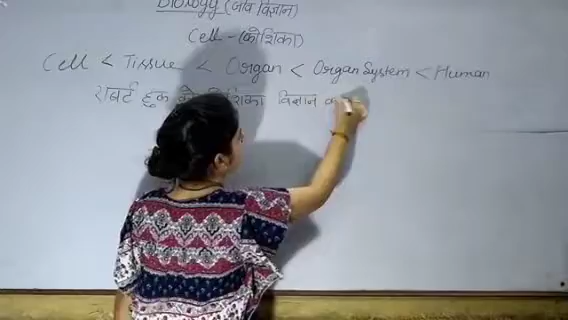 Biology (जीव विज्ञान)
Cell - (कोशिका)
Cell < Tissue < Organ < Organ System < Human
राबर्ट हुक विज्ञान क